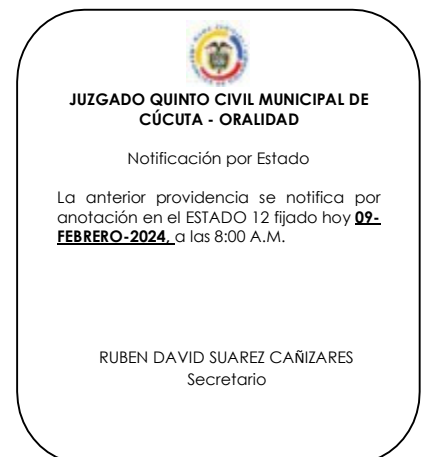 JUZGADO QUINTO CIVIL MUNICIPAL DE
CÚCUTA - ORALIDAD
Notificación por Estado
La anterior providencia se notifica por
anotación en el ESTADO 12 fijado hoy 09-
FEBRERO-2024, a las 8:00 A.M.
RUBEN DAVID SUAREZ CAÑIZARES
Secretario